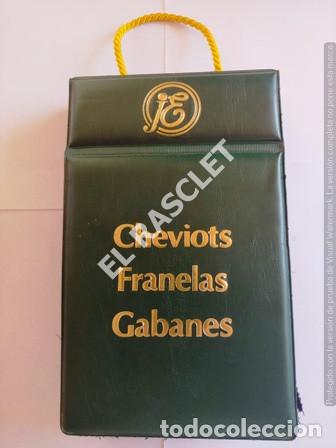 jE
Cheviots
Franelas
Gabanes
EL RASCLET
todocoleccion
Protegido con la versión de prueba de Visual Watermark. La versión completa no pone esta marca.